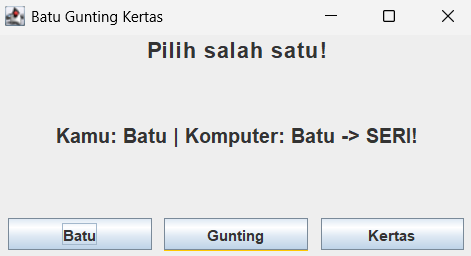 Batu Gunting Kertas
Pilih salah satu!
Kamu: Batu | Komputer: Batu -> SERI!
Batu Gunting Kertas